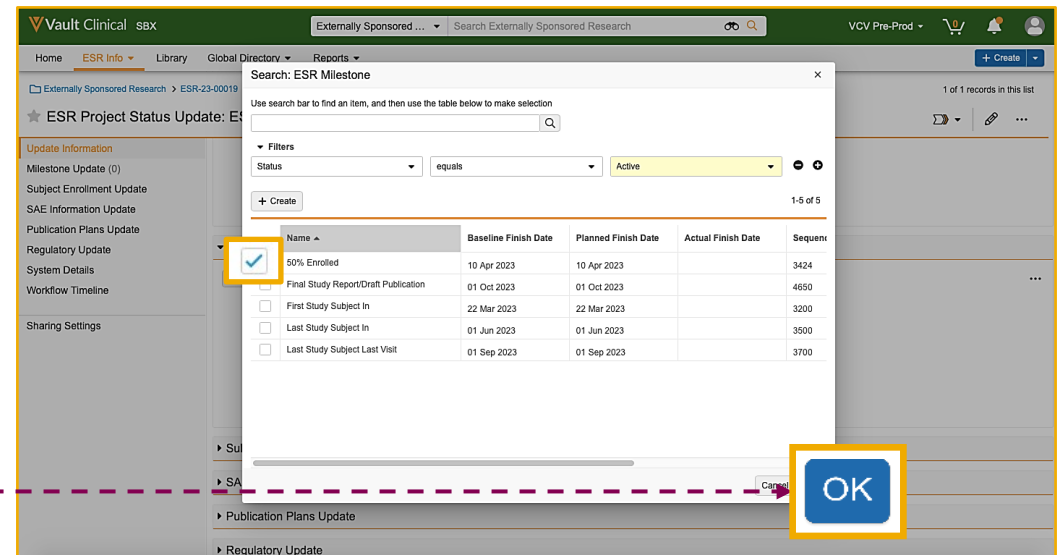 Vault Clinical SBX
Externally Sponsored ...
Search Externally Sponsored Research
VCV Pre-Prod
0
Home
ESR Info
Library
Global Directory
Reports
+ Create
Externally Sponsored Research > ESR-23-00019
1 of 1 records in this list
ESR Project Status Update:
Update Information
Milestone Update (0)
Subject Enrollment Update
SAE Information Update
Publication Plans Update
Regulatory Update
System Details
Workflow Timeline
Sharing Settings
Search: ESR Milestone
×
Use search bar to find an item, and then use the table below to make selection
Filters
Status
equals
Active
+ Create
1-5 of 5
Name
Baseline Finish Date
Planned Finish Date
Actual Finish Date
50% Enrolled
10 Apr 2023
10 Apr 2023
3424
Final Study Report/Draft Publication
01 Oct 2023
01 Oct 2023
4650
First Study Subject In
22 Mar 2023
22 Mar 2023
3200
Last Study Subject In
01 Jun 2023
01 Jun 2023
3500
Last Study Subject Last Visit
01 Sep 2023
01 Sep 2023
3700
Cancel
OK
Publication Plans Update
Regulatory Update